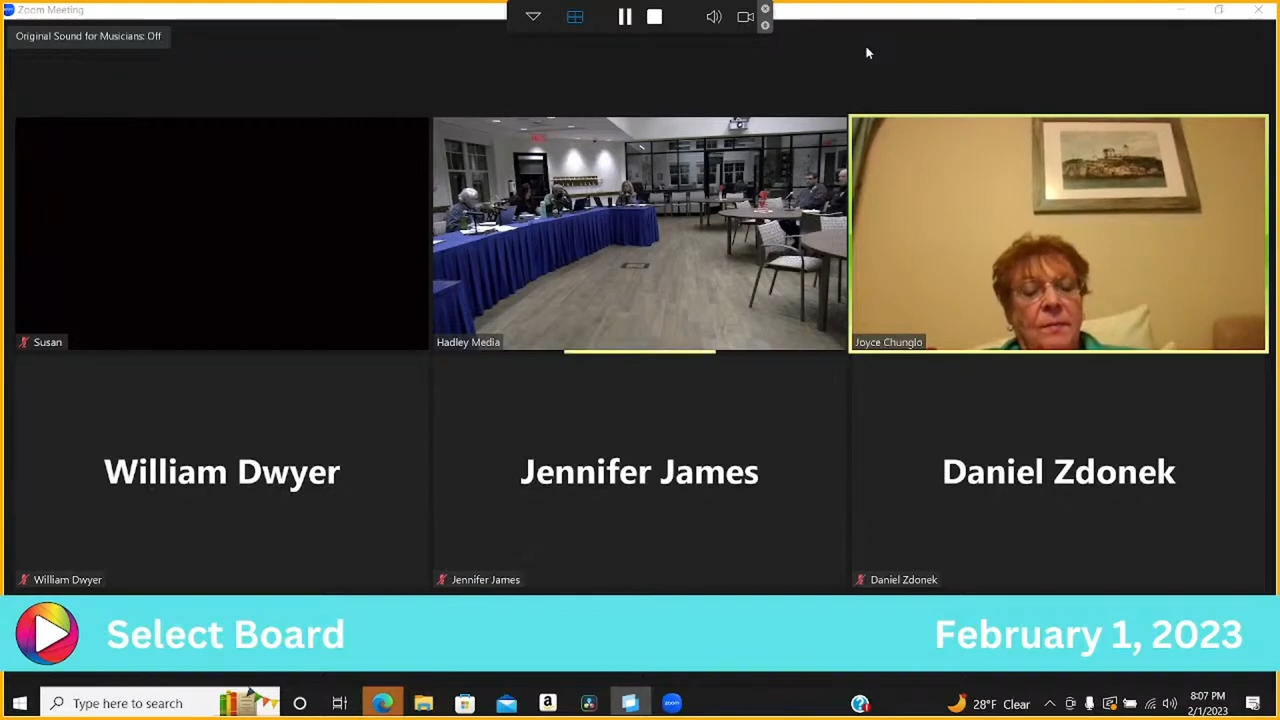 Zoom Meeting
Original Sound for Musicians: Off
Susan
Hadley Media
Joyce Chunglo
William Dwyer
Jennifer James
Daniel Zdonek
William Dwyer
Jennifer James
Daniel Zdonek
Select Board
February 1, 2023
Type here to search
28°F Clear
8:07 PM
2/1/2023